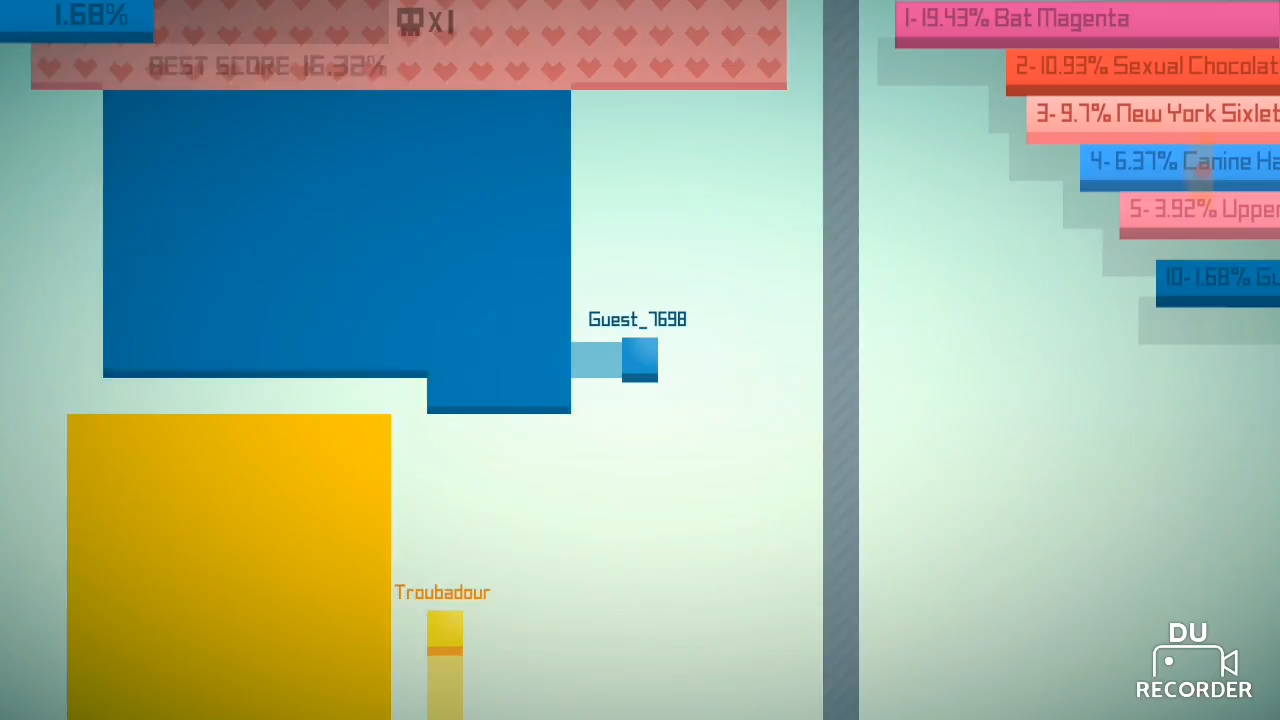 1.68%
x1
BEST SCORE 16.32%
1- 19.43% Bat Magenta
2- 10.93% Sexual Chocolat
3- 9.7% New York Sixlet
4- 6.37% Canine Ha
5- 3.92% Upper
10- 1.68% Gu
Guest_7698
Troubadour
DU
RECORDER